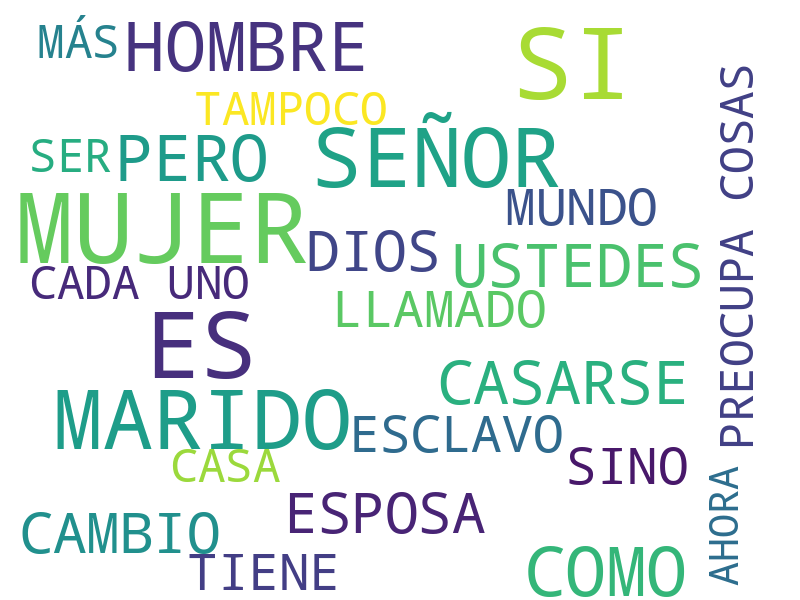 MÁS
HOMBRE
SI
TAMPOCO
COSAS
SER
PERO
SEÑOR
MUJER
MUNDO
DIOS
USTEDES
PREOCUPA
CADA UNO
LLAMADO
ES
CASARSE
MARIDO
ESCLAVO
CASA
SINO
AHORA
ESPOSA
CAMBIO
TIENE
COMO